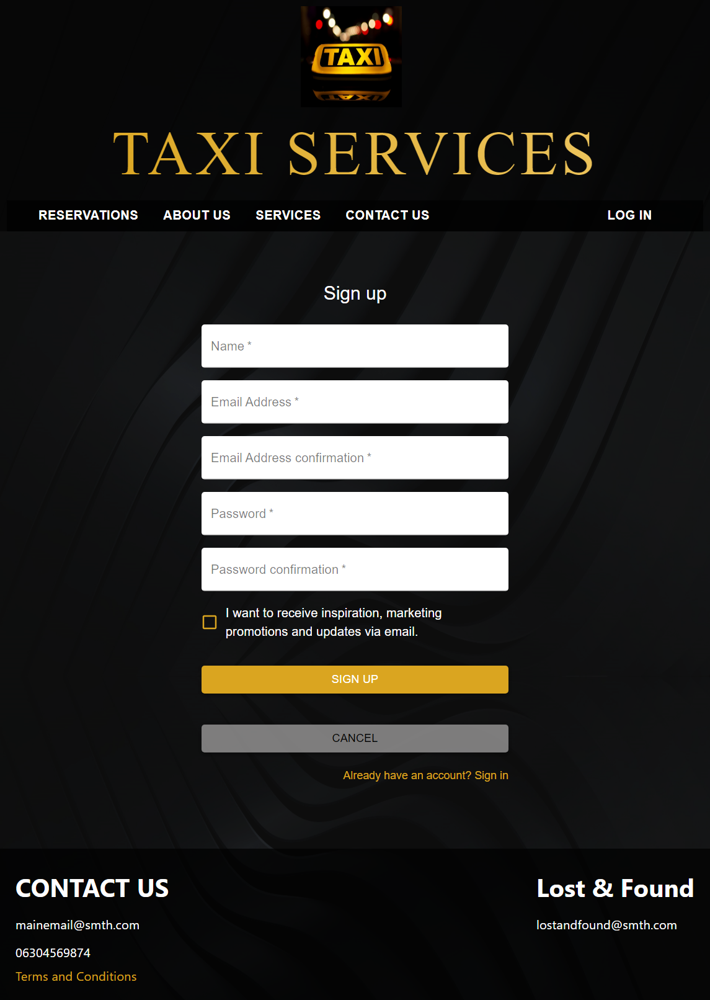 TAXI
TAXI SERVICES
RESERVATIONS ABOUT US SERVICES CONTACT US LOG IN
Sign up
Name *
Email Address *
Email Address confirmation *
Password *
Password confirmation *
I want to receive inspiration, marketing
promotions and updates via email.
SIGN UP
CANCEL
Already have an account? Sign in
CONTACT US
mainemail@smth.com
06304569874
Terms and Conditions
Lost & Found
lostandfound@smth.com